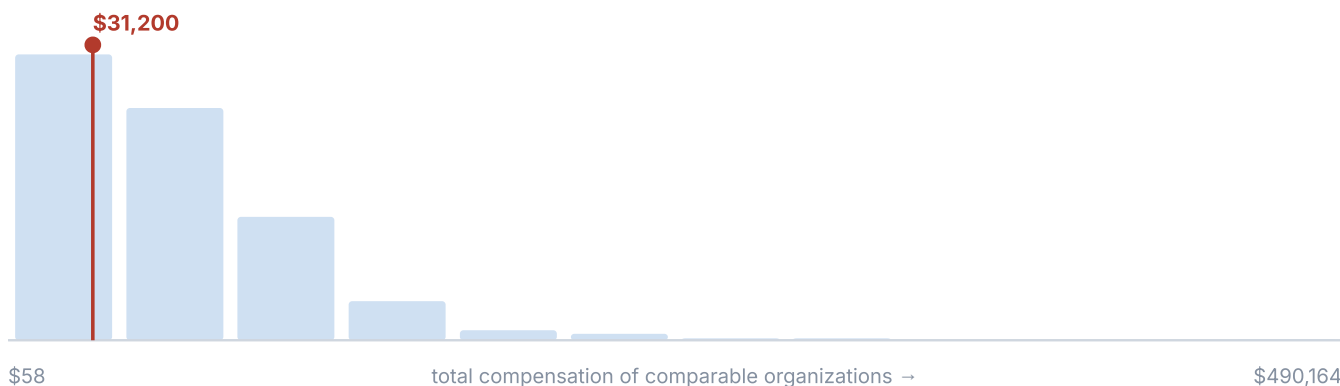 $31,200
$58 total compensation of comparable organizations → $490,164